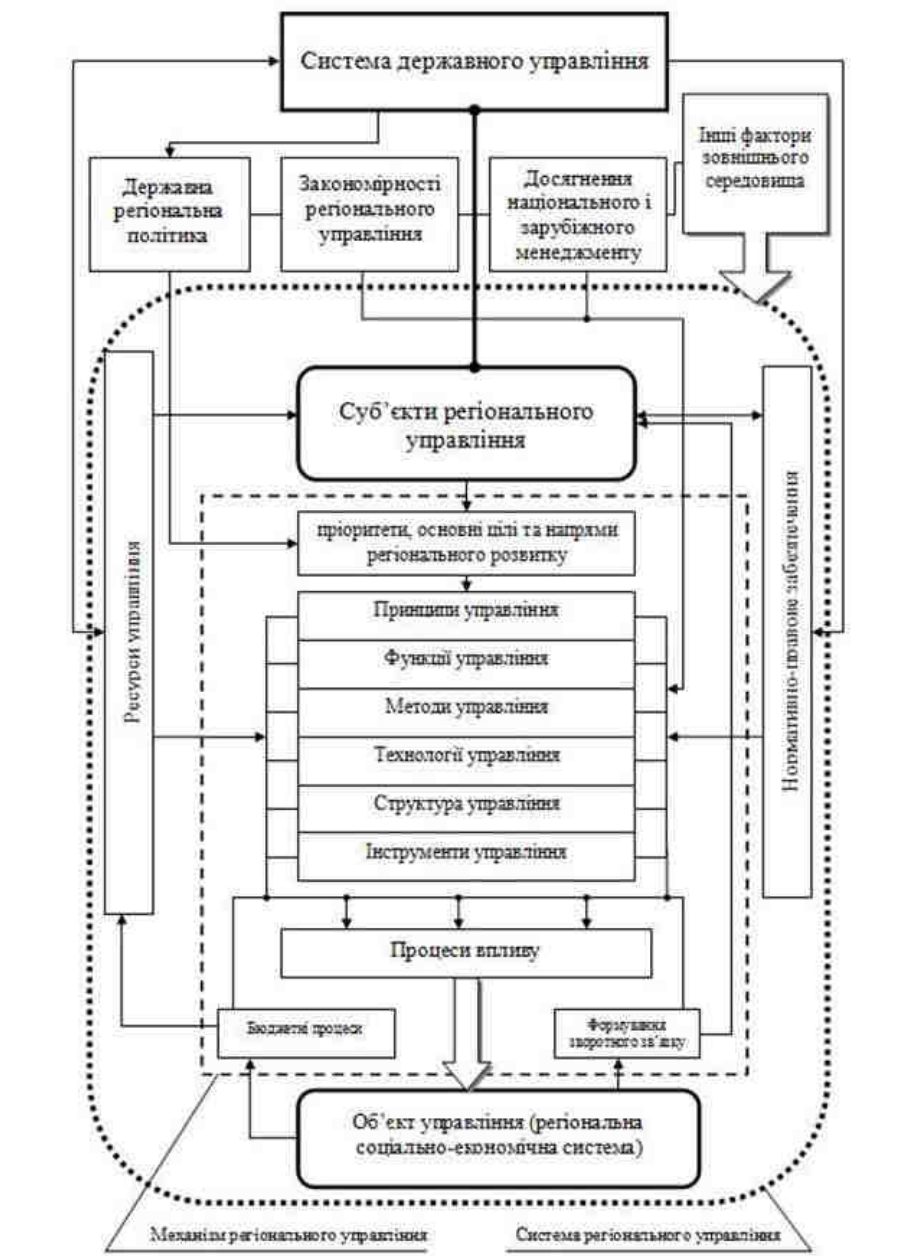 Система державного управління
Інші фактори
зовнішнього
середовища
Державна
регіональна
політика
Закономірності
регіонального
управління
Досягнення
національного і
зарубіжного
менеджменту
Суб’єкти регіонального
управління
пріоритети, основні цілі та напрями
регіонального розвитку
Ресурси управління
Нормативно-правове забезпечення
Принципи управління
Функції управління
Методи управління
Технології управління
Структура управління
Інструменти управління
Процеси впливу
Бюджетні процеси
Формування
зворотного зв’язку
Об’єкт управління (регіональна
соціально-економічна система)
Механізм регіонального управління
Система регіонального управління